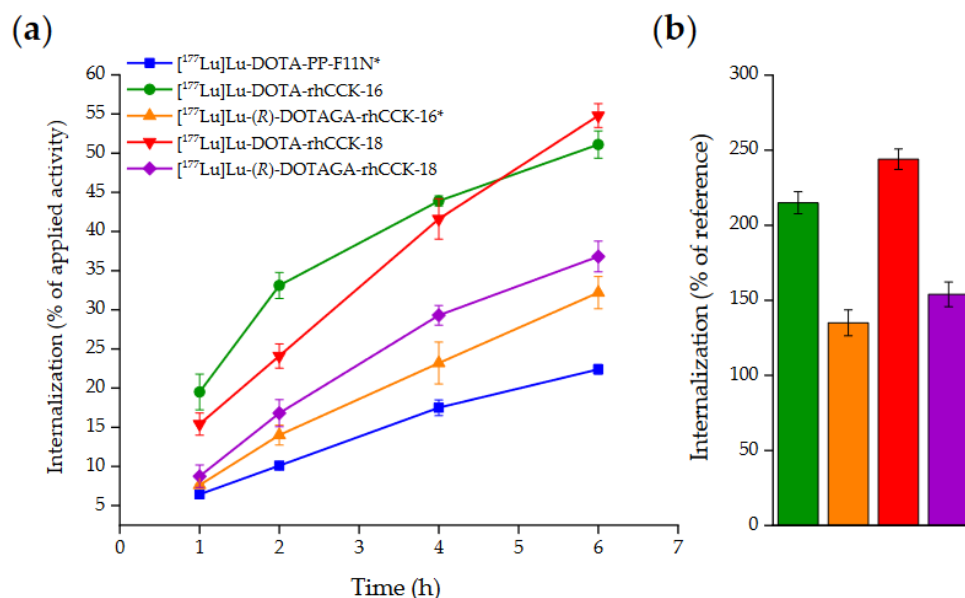 (a)
[¹⁷⁷Lu]Lu-DOTA-PP-F11N*
[¹⁷⁷Lu]Lu-DOTA-rhCCK-16
[¹⁷⁷Lu]Lu-(R)-DOTAGA-rhCCK-16*
[¹⁷⁷Lu]Lu-DOTA-rhCCK-18
[¹⁷⁷Lu]Lu-(R)-DOTAGA-rhCCK-18
Internalization (% of applied activity)
60
55
50
45
40
35
30
25
20
15
10
5
0
1
2
3
4
5
6
7
Time (h)
(b)
Internalization (% of reference)
300
250
200
150
100
50
0